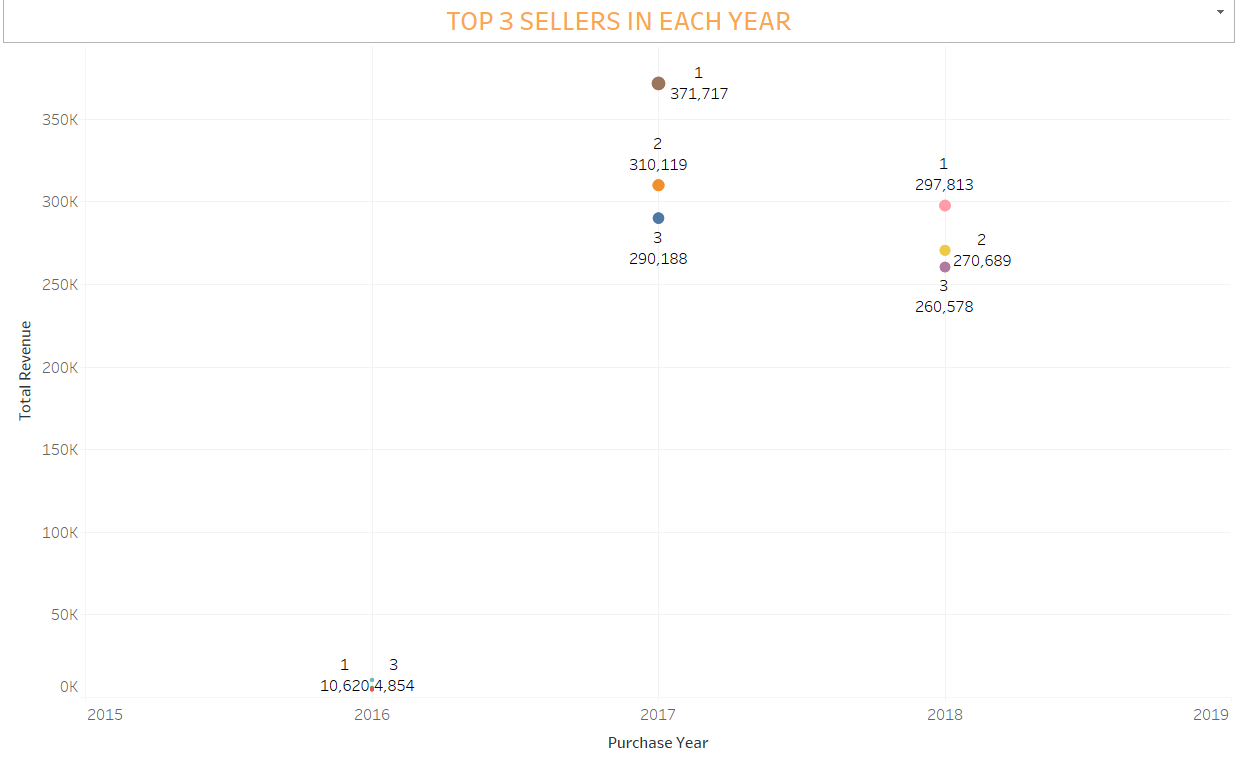 TOP 3 SELLERS IN EACH YEAR
1
371,717
350K
2
310,119
1
297,813
300K
3
290,188
2
270,689
250K
3
260,578
Total Revenue
200K
150K
100K
50K
1
3
10,620
4,854
0K
2015
2016
2017
2018
2019
Purchase Year